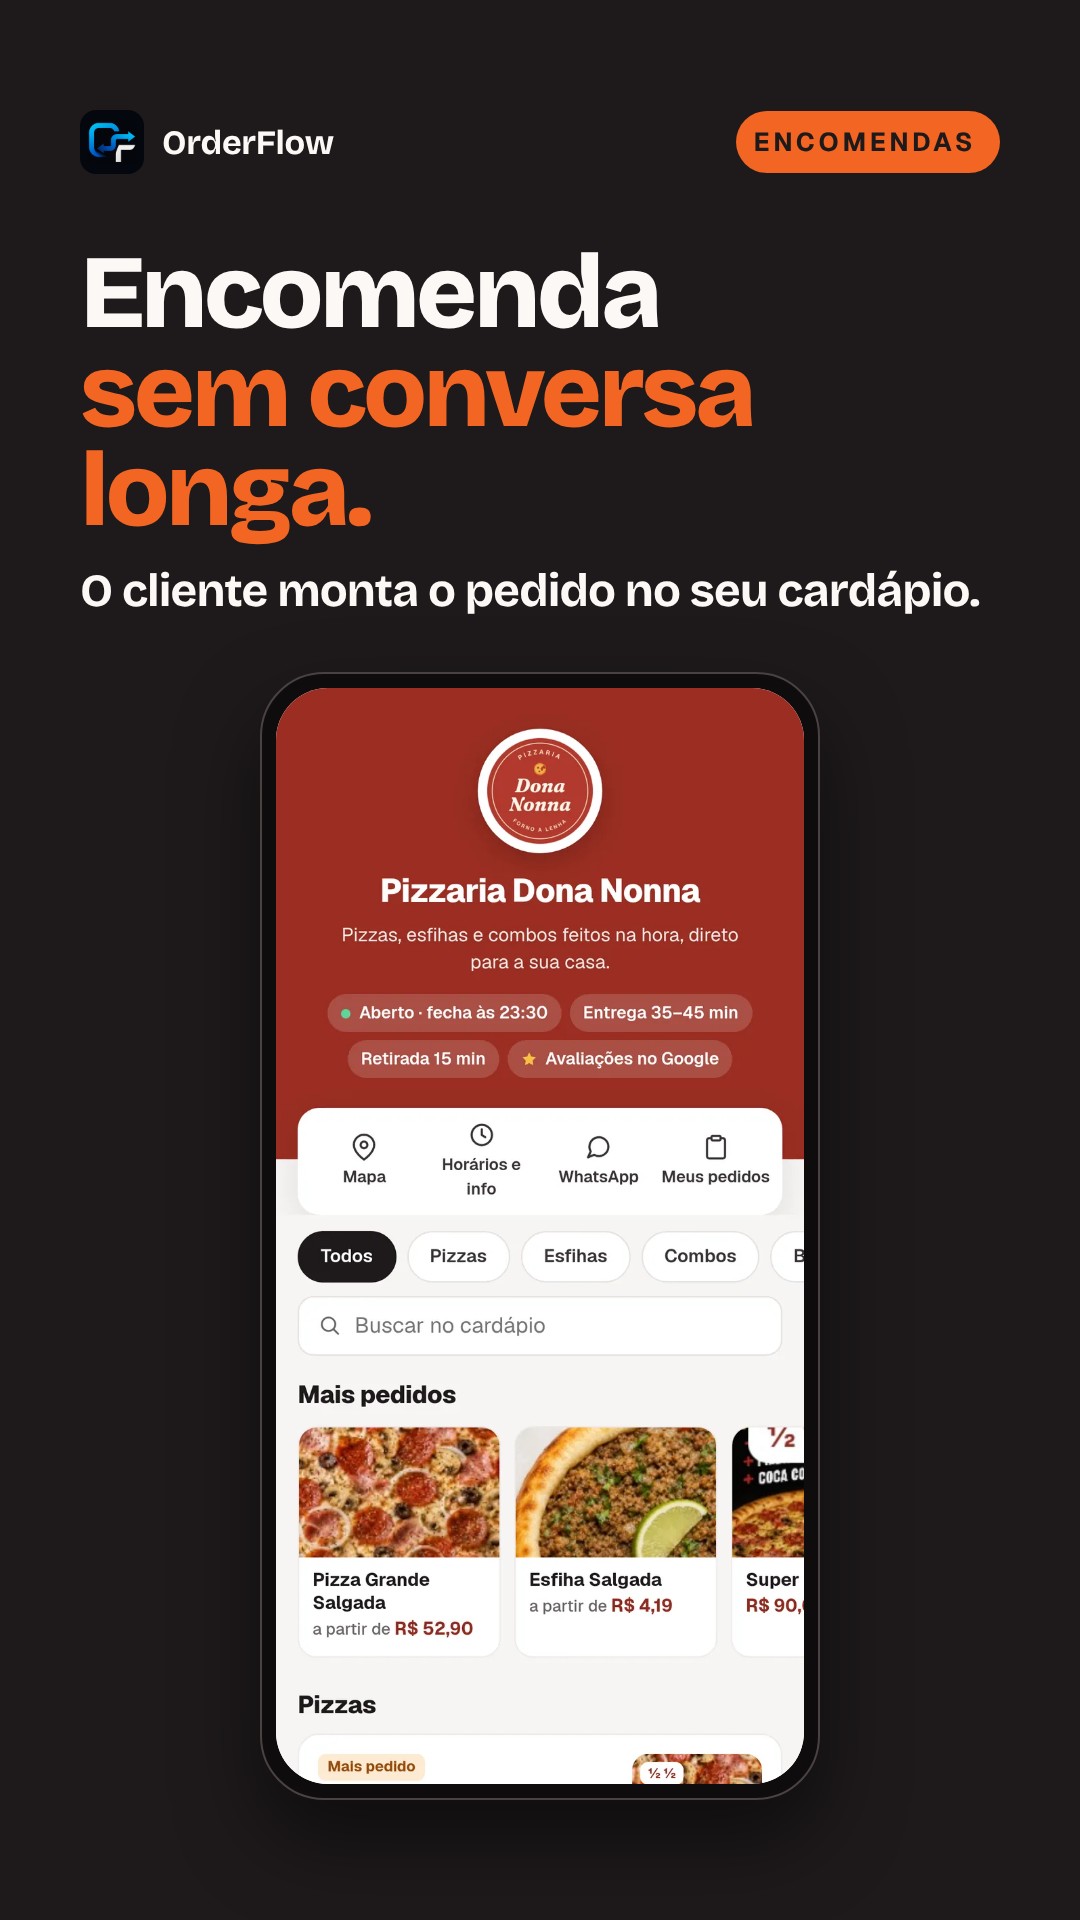 OrderFlow
ENCOMENDAS
Encomenda
sem conversa
longa.
O cliente monta o pedido no seu cardápio.
PIZZARIA
Dona
Nonna
FORNO A LENHA
Pizzaria Dona Nonna
Pizzas, esfihas e combos feitos na hora, direto
para a sua casa.
Aberto · fecha às 23:30
Entrega 35–45 min
Retirada 15 min
Avaliações no Google
Mapa
Horários e
info
WhatsApp
Meus pedidos
Todos
Pizzas
Esfihas
Combos
B
Buscar no cardápio
Mais pedidos
½
+ COCA CO
Pizza Grande
Salgada
a partir de R$ 52,90
Esfiha Salgada
a partir de R$ 4,19
Super
R$ 90,
Pizzas
Mais pedido
½ ½